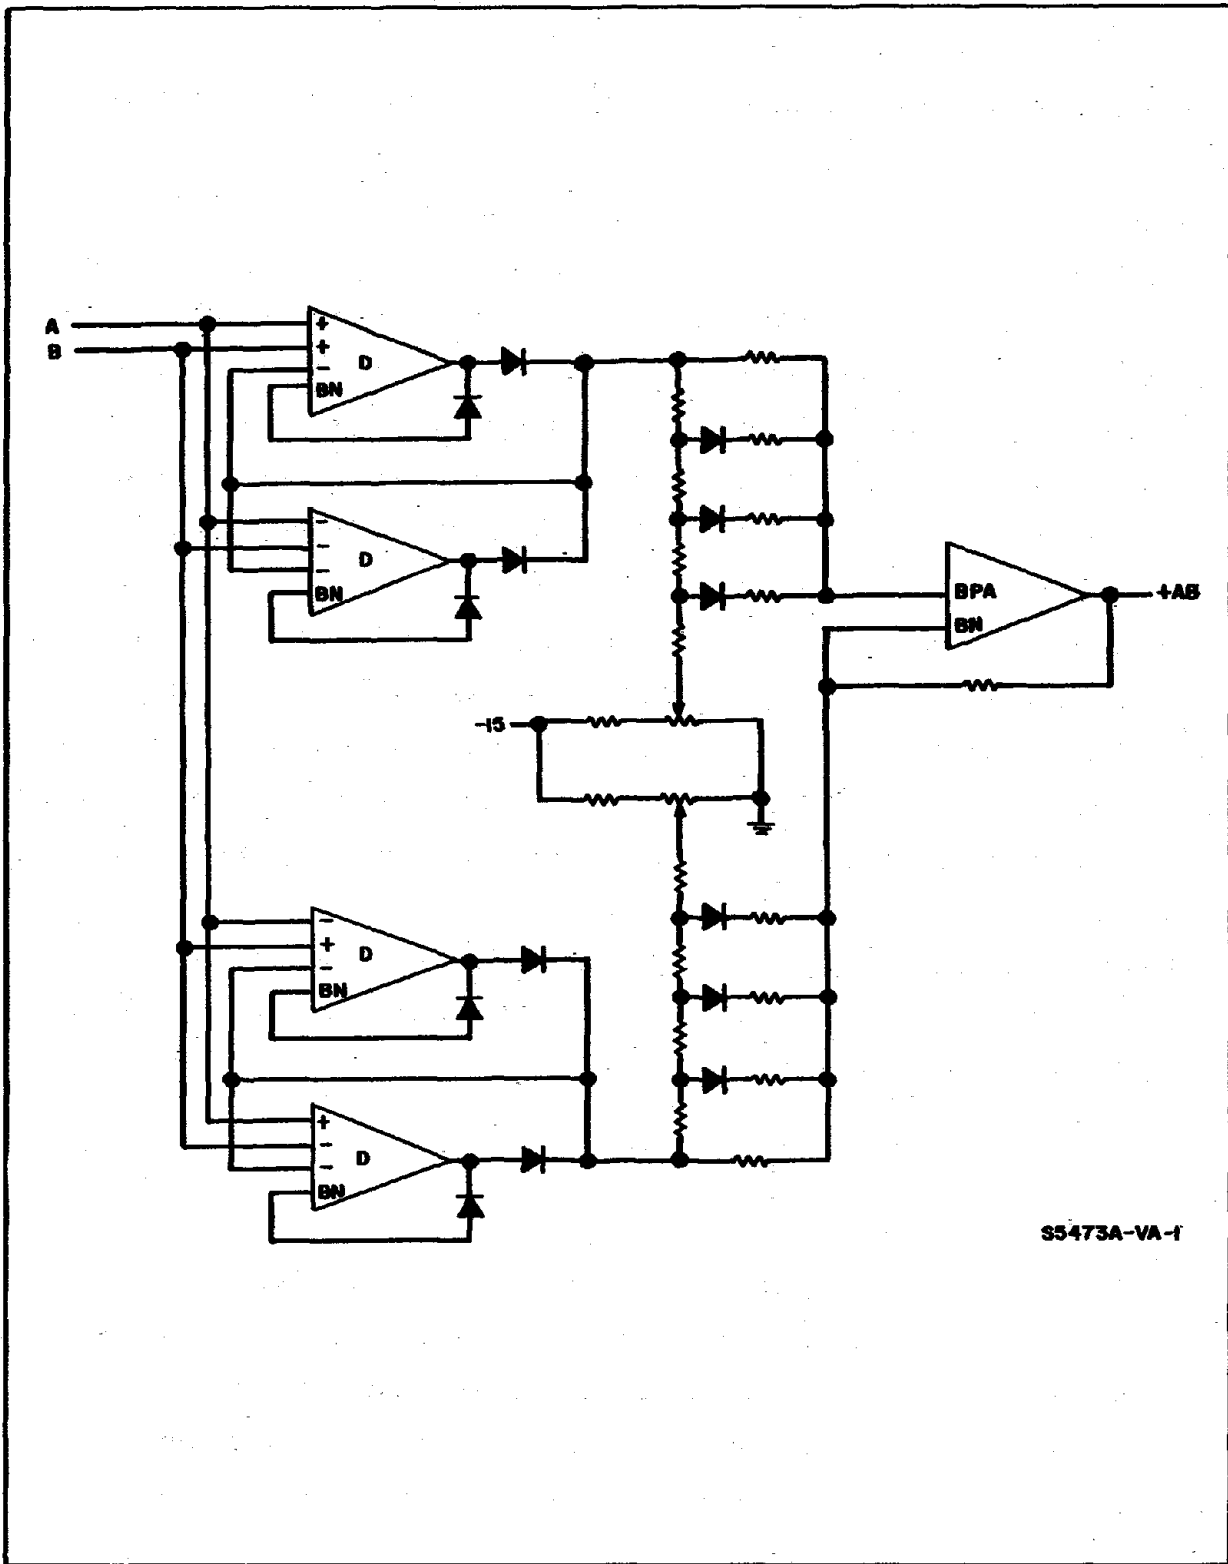 A
B
+
+
-
BN
D
-
-
-
BN
D
BPA
BN
+AB
-15
-
+
-
BN
D
+
-
-
BN
D
S5473A-VA-1